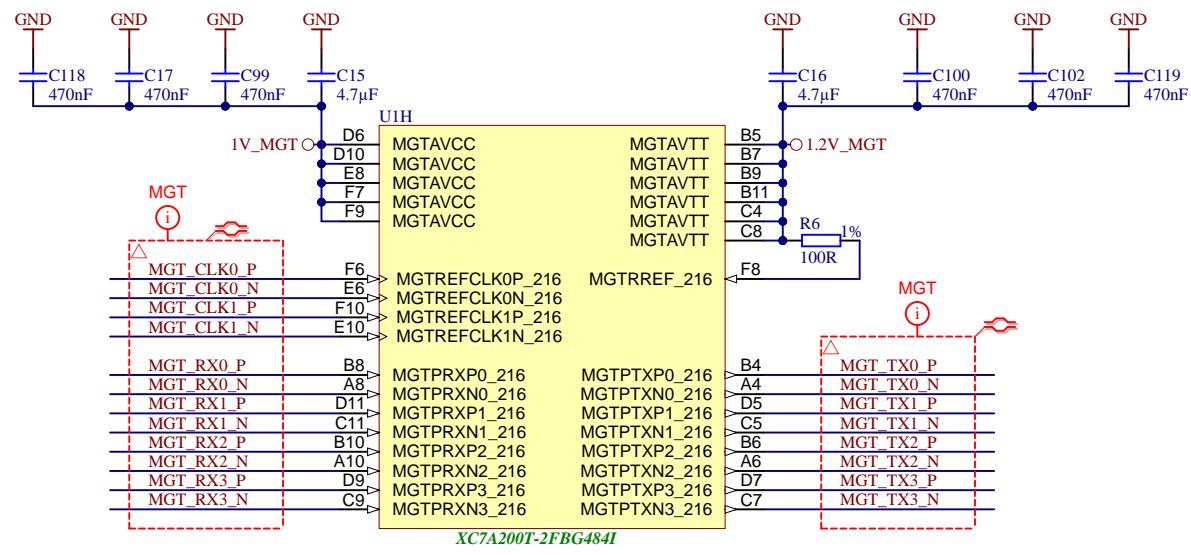 GND GND GND GND GND GND GND GND
C118 C17 C99 C15 C16 C100 C102 C119
470nF 470nF 470nF 4.7µF 4.7µF 470nF 470nF 470nF
U1H
1V_MGT D6 MGTAVCC MGTAVTT B5 1.2V_MGT
D10 MGTAVCC MGTAVTT B7
E8 MGTAVCC MGTAVTT B9
F7 MGTAVCC MGTAVTT B11
F9 MGTAVCC MGTAVTT C4
MGTAVTT C8 R6 1%
100R
MGT
i
MGT_CLK0_P F6 MGTREFCLK0P_216 MGTRREF_216 F8
MGT_CLK0_N E6 MGTREFCLK0N_216
MGT_CLK1_P F10 MGTREFCLK1P_216
MGT_CLK1_N E10 MGTREFCLK1N_216
MGT
i
MGT_RX0_P B8 MGTPRXP0_216 MGTPTXP0_216 B4 MGT_TX0_P
MGT_RX0_N A8 MGTPRXN0_216 MGTPTXN0_216 A4 MGT_TX0_N
MGT_RX1_P D11 MGTPRXP1_216 MGTPTXP1_216 D5 MGT_TX1_P
MGT_RX1_N C11 MGTPRXN1_216 MGTPTXN1_216 C5 MGT_TX1_N
MGT_RX2_P B10 MGTPRXP2_216 MGTPTXP2_216 B6 MGT_TX2_P
MGT_RX2_N A10 MGTPRXN2_216 MGTPTXN2_216 A6 MGT_TX2_N
MGT_RX3_P D9 MGTPRXP3_216 MGTPTXP3_216 D7 MGT_TX3_P
MGT_RX3_N C9 MGTPRXN3_216 MGTPTXN3_216 C7 MGT_TX3_N
XC7A200T-2FBG484I